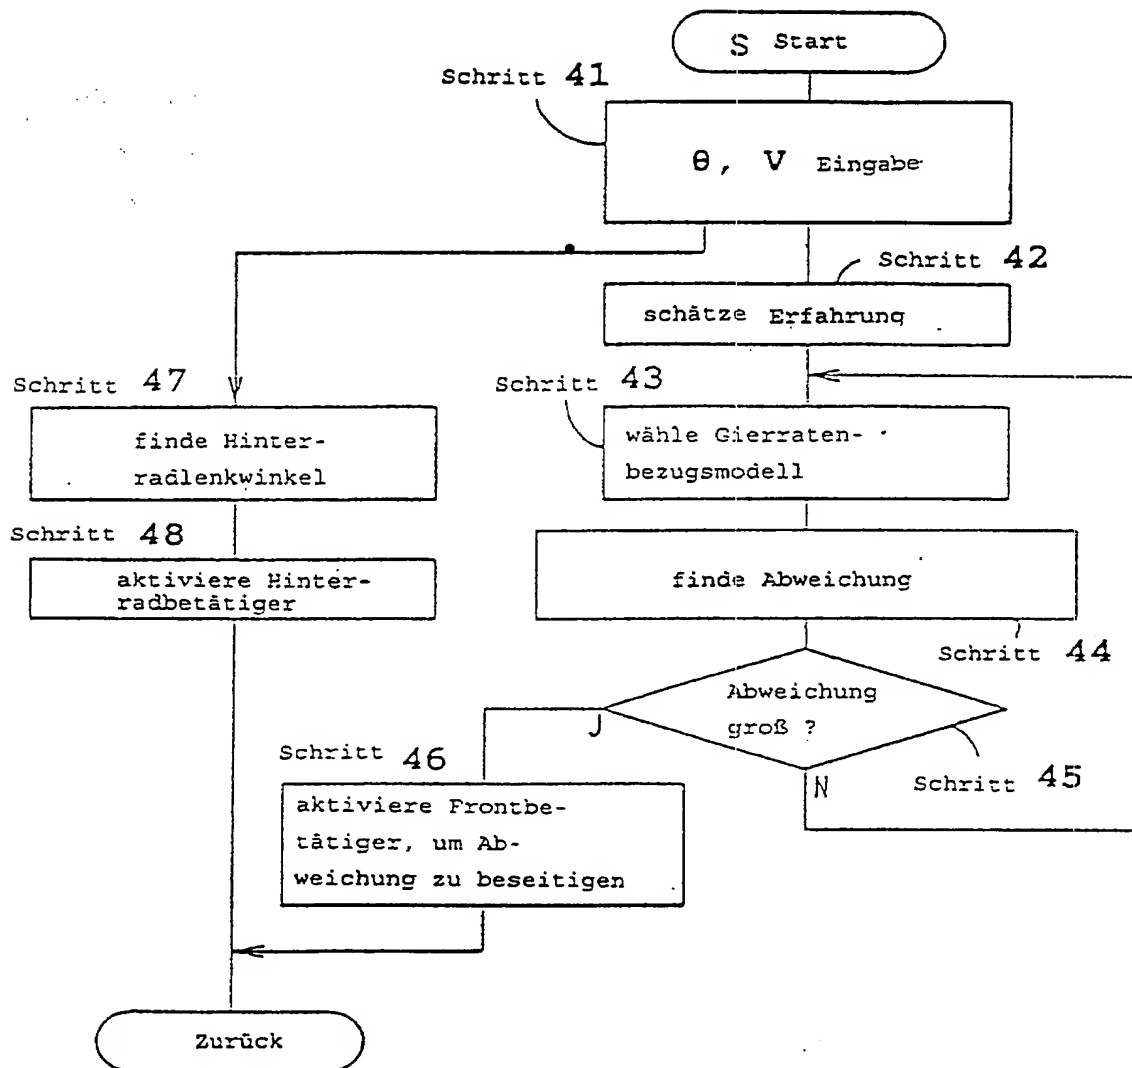 S Start
Schritt 41
θ, V Eingabe
Schritt 42
schätze Erfahrung
Schritt 47
Schritt 43
finde Hinter-
radlenkwinkel
wähle Gierraten-
bezugsmodell
Schritt 48
aktiviere Hinter-
radbetätiger
finde Abweichung
Schritt 44
Abweichung
groß ?
J
N
Schritt 45
Schritt 46
aktiviere Frontbe-
tätiger, um Ab-
weichung zu beseitigen
Zurück